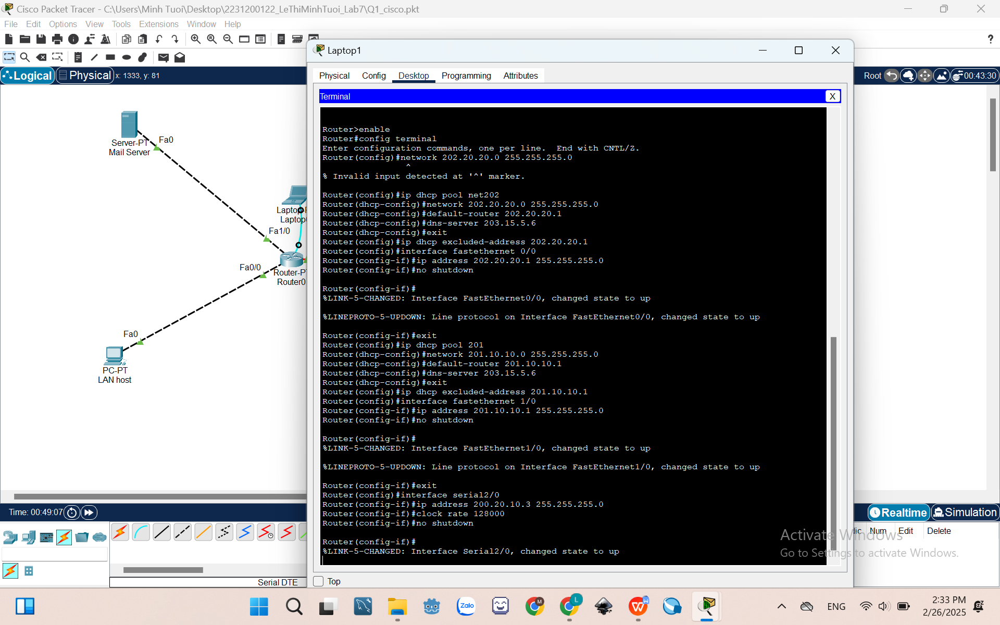 Cisco Packet Tracer - C:\Users\Minh Tuoi\Desktop\2231200122_LeThiMinhTuoi_Lab7\Q1_cisco.pkt
File Edit Options View Tools Extensions Window Help
Laptop1
Logical Physical x: 1333, y: 81
Root 00:43:30
Physical Config Desktop Programming Attributes
Terminal X
Router>enable
Router#config terminal
Enter configuration commands, one per line.  End with CNTL/Z.
Router(config)#network 202.20.20.0 255.255.255.0
^
% Invalid input detected at '^' marker.
Router(config)#ip dhcp pool net202
Router(dhcp-config)#network 202.20.20.0 255.255.255.0
Router(dhcp-config)#default-router 202.20.20.1
Router(dhcp-config)#dns-server 203.15.5.6
Router(dhcp-config)#exit
Router(config)#ip dhcp excluded-address 202.20.20.1
Router(config)#interface fastethernet 0/0
Router(config-if)#ip address 202.20.20.1 255.255.255.0
Router(config-if)#no shutdown
Router(config-if)#
%LINK-5-CHANGED: Interface FastEthernet0/0, changed state to up
%LINEPROTO-5-UPDOWN: Line protocol on Interface FastEthernet0/0, changed state to up
Router(config-if)#exit
Router(config)#ip dhcp pool 201
Router(dhcp-config)#network 201.10.10.0 255.255.255.0
Router(dhcp-config)#default-router 201.10.10.1
Router(dhcp-config)#dns-server 203.15.5.6
Router(dhcp-config)#exit
Router(config)#ip dhcp excluded-address 201.10.10.1
Router(config)#interface fastethernet 1/0
Router(config-if)#ip address 201.10.10.1 255.255.255.0
Router(config-if)#no shutdown
Router(config-if)#
%LINK-5-CHANGED: Interface FastEthernet1/0, changed state to up
%LINEPROTO-5-UPDOWN: Line protocol on Interface FastEthernet1/0, changed state to up
Router(config-if)#exit
Router(config)#interface serial2/0
Router(config-if)#ip address 200.20.10.3 255.255.255.0
Router(config-if)#clock rate 128000
Router(config-if)#no shutdown
Router(config-if)#
%LINK-5-CHANGED: Interface Serial2/0, changed state to up
Top
Fa0
Server-PT
Mail Server
Laptop-P
Laptop
Fa1/0
Fa0/0
Router-PT
Router0
Fa0
PC-PT
LAN host
Time: 00:49:07
Realtime Simulation
Num Edit Delete
Activate Windows
Go to Settings to activate Windows.
Serial DTE
Zalo
M
L
W
ENG
2:33 PM
2/26/2025